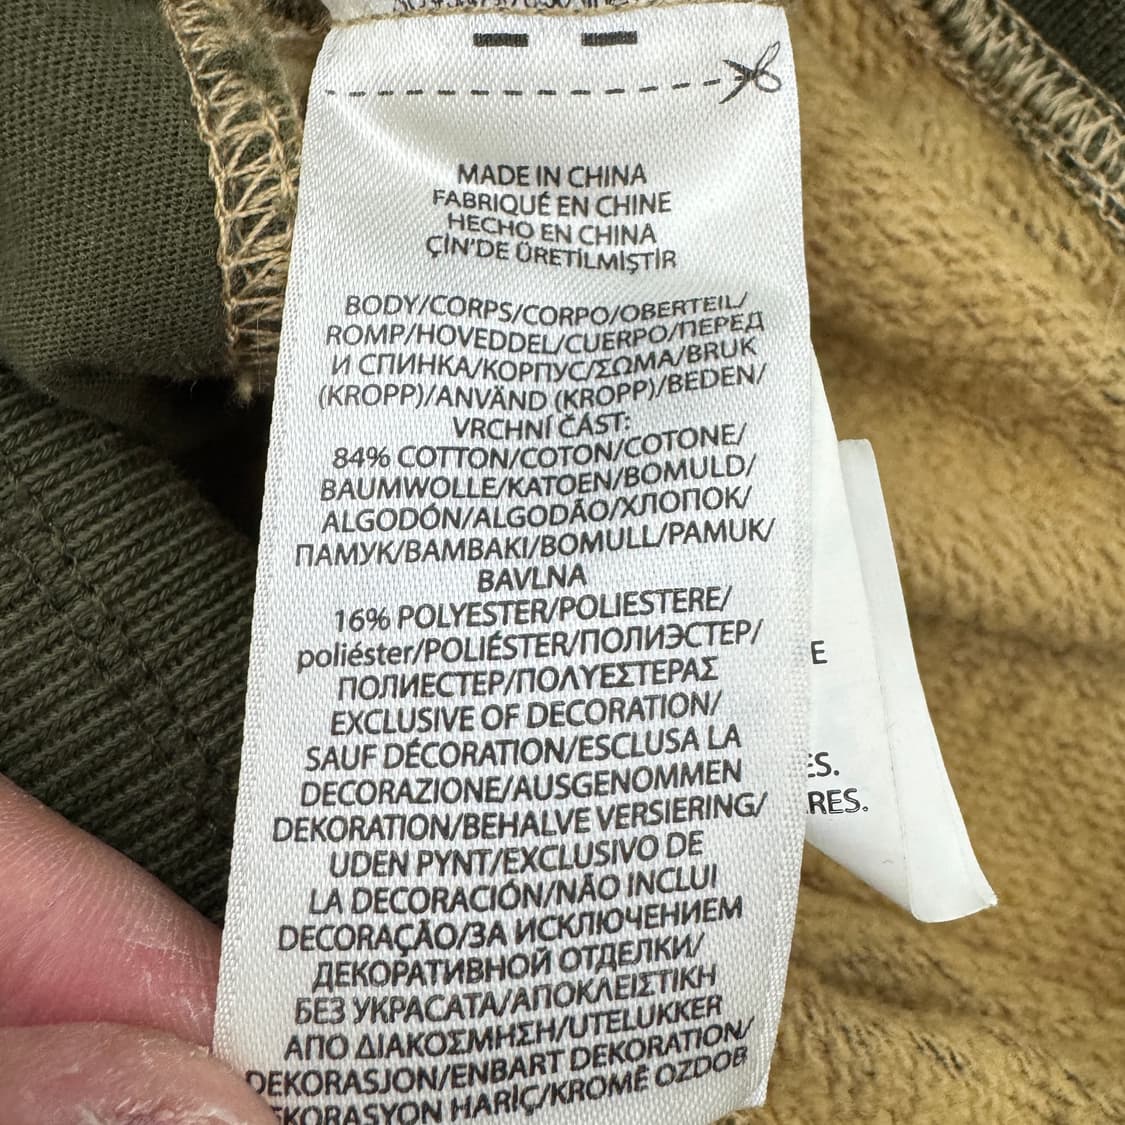 MADE IN CHINA
FABRIQUÉ EN CHINE
HECHO EN CHINA
ÇİN'DE ÜRETİLMİŞTİR
BODY/CORPS/CORPO/OBERTEIL/
ROMP/HOVEDDEL/CUERPO/ПЕРЕД
И СПИНКА/КОРПУС/ΣΩΜΑ/BRUK
(KROPP)/ANVÄND (KROPP)/BEDEN/
VRCHNÍ ČÁST:
84% COTTON/COTON/COTONE/
BAUMWOLLE/KATOEN/BOMULD/
ALGODÓN/ALGODÃO/ХЛОПОК/
ПАМУК/BAMBAKI/BOMULL/PAMUK/
BAVLNA
16% POLYESTER/POLIESTERE/
poliéster/POLIÉSTER/ПОЛИЭСТЕР/
ПОЛИЕСТЕР/ΠΟΛΥΕΣΤΕΡΑΣ
EXCLUSIVE OF DECORATION/
SAUF DÉCORATION/ESCLUSA LA
DECORAZIONE/AUSGENOMMEN
DEKORATION/BEHALVE VERSIERING/
UDEN PYNT/EXCLUSIVO DE
LA DECORACIÓN/NÃO INCLUI
DECORAÇÃO/ЗА ИСКЛЮЧЕНИЕМ
ДЕКОРАТИВНОЙ ОТДЕЛКИ/
БЕЗ УКРАСАТА/ΑΠΟΚΛΕΙΣΤΙΚΗ
ΑΠΟ ΔΙΑΚΟΣΜΗΣΗ/UTELUKKER
DEKORASJON/ENBART DEKORATION/
HARİÇ/KROMĚ OZDOB
E
ES.
RES.